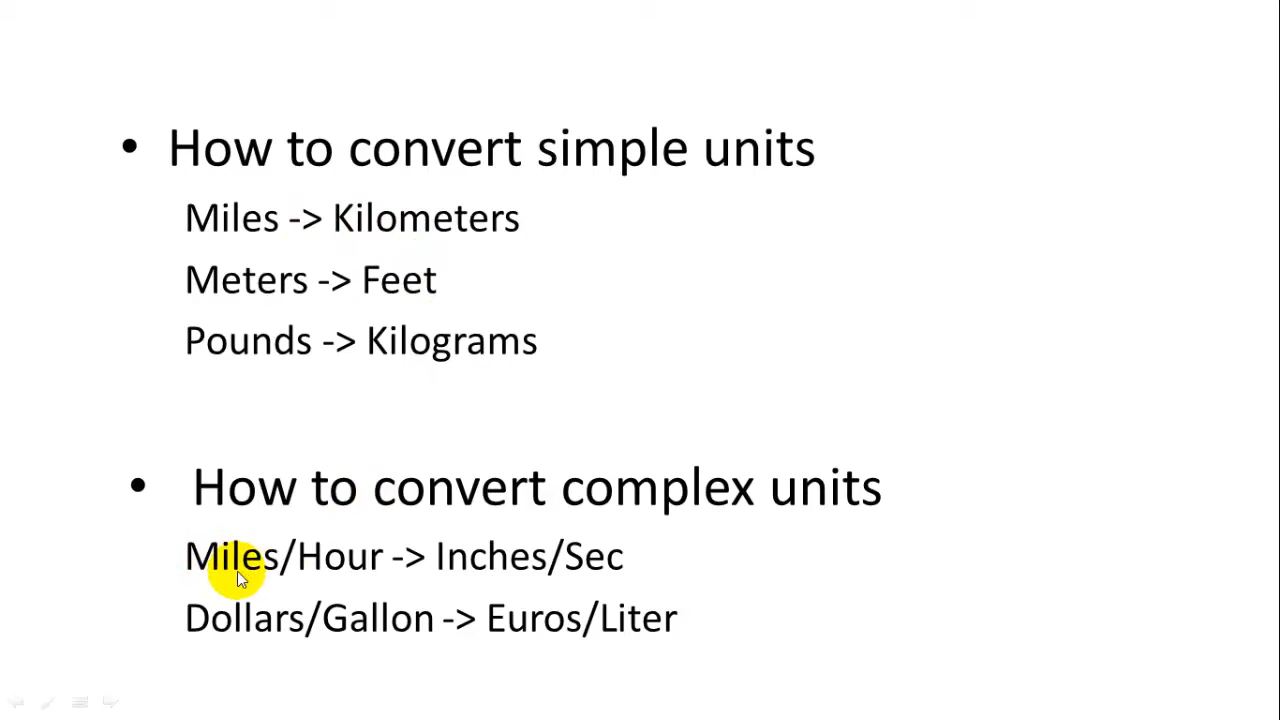 • How to convert simple units
Miles -> Kilometers
Meters -> Feet
Pounds -> Kilograms
• How to convert complex units
Miles/Hour -> Inches/Sec
Dollars/Gallon -> Euros/Liter